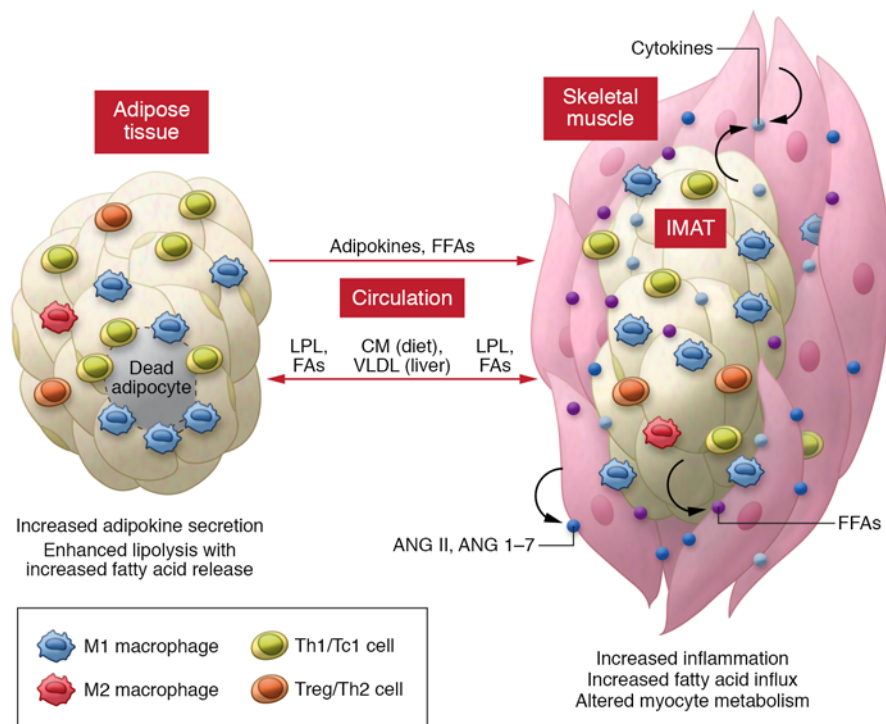 Cytokines
Adipose
tissue
Skeletal
muscle
IMAT
Adipokines, FFAs
Circulation
LPL,
FAs
CM (diet),
VLDL (liver)
LPL,
FAs
Dead
adipocyte
Increased adipokine secretion
Enhanced lipolysis with
increased fatty acid release
ANG II, ANG 1–7
FFAs
M1 macrophage
Th1/Tc1 cell
M2 macrophage
Treg/Th2 cell
Increased inflammation
Increased fatty acid influx
Altered myocyte metabolism